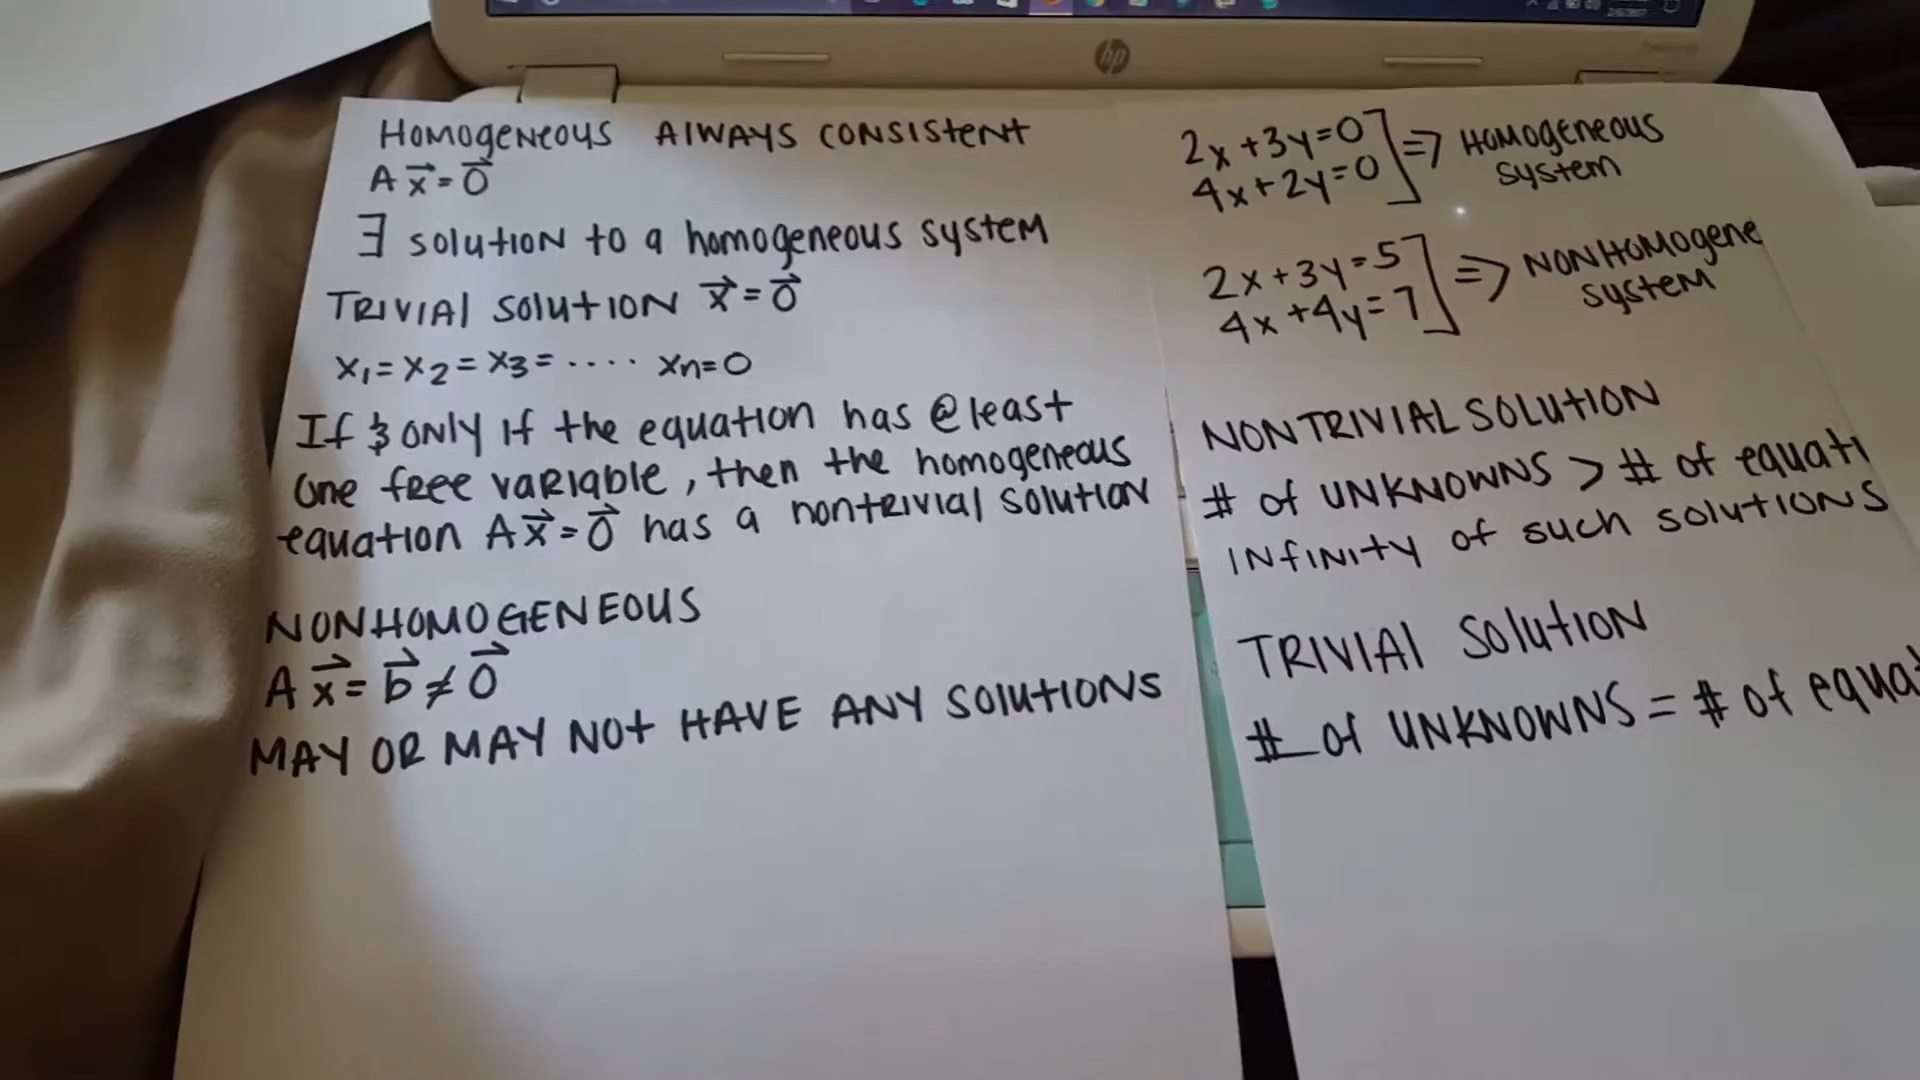 hp
Homogeneous Always Consistent
A x⃗ = 0⃗
∃ solution to a homogeneous system
Trivial solution x⃗ = 0⃗
x₁ = x₂ = x₃ = .... xn = 0
If & only if the equation has @least
one free variable, then the homogeneous
equation A x⃗ = 0⃗ has a nontrivial solution
NONHOMOGENEOUS
A x⃗ = b⃗ ≠ 0⃗
MAY OR MAY NOT HAVE ANY SOLUTIONS
2x + 3y = 0
4x + 2y = 0 ] => Homogeneous system
2x + 3y = 5
4x + 4y = 7 ] => NONHOMOGENE system
NONTRIVIAL SOLUTION
# of UNKNOWNS > # of equati
INFINITY of such solutions
TRIVIAL Solution
# of UNKNOWNS = # of equat